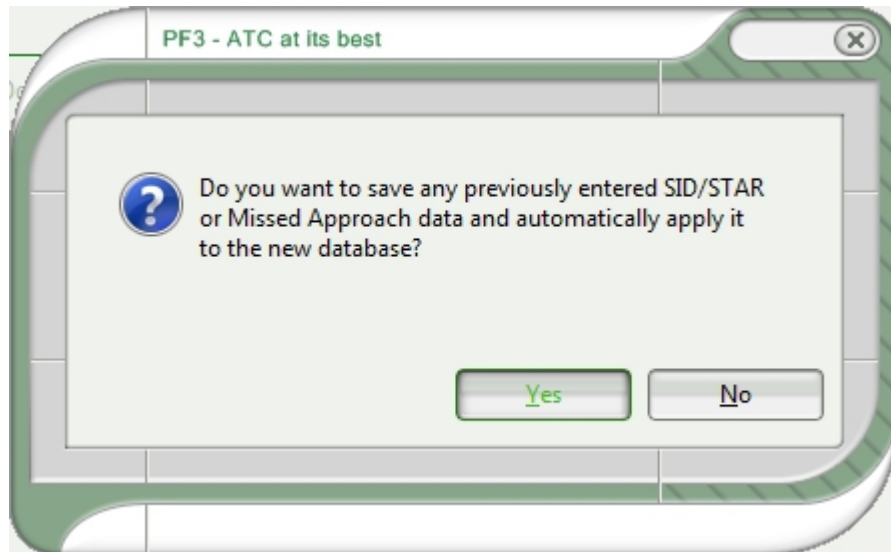 PF3 - ATC at its best
Do you want to save any previously entered SID/STAR
or Missed Approach data and automatically apply it
to the new database?
Yes
No